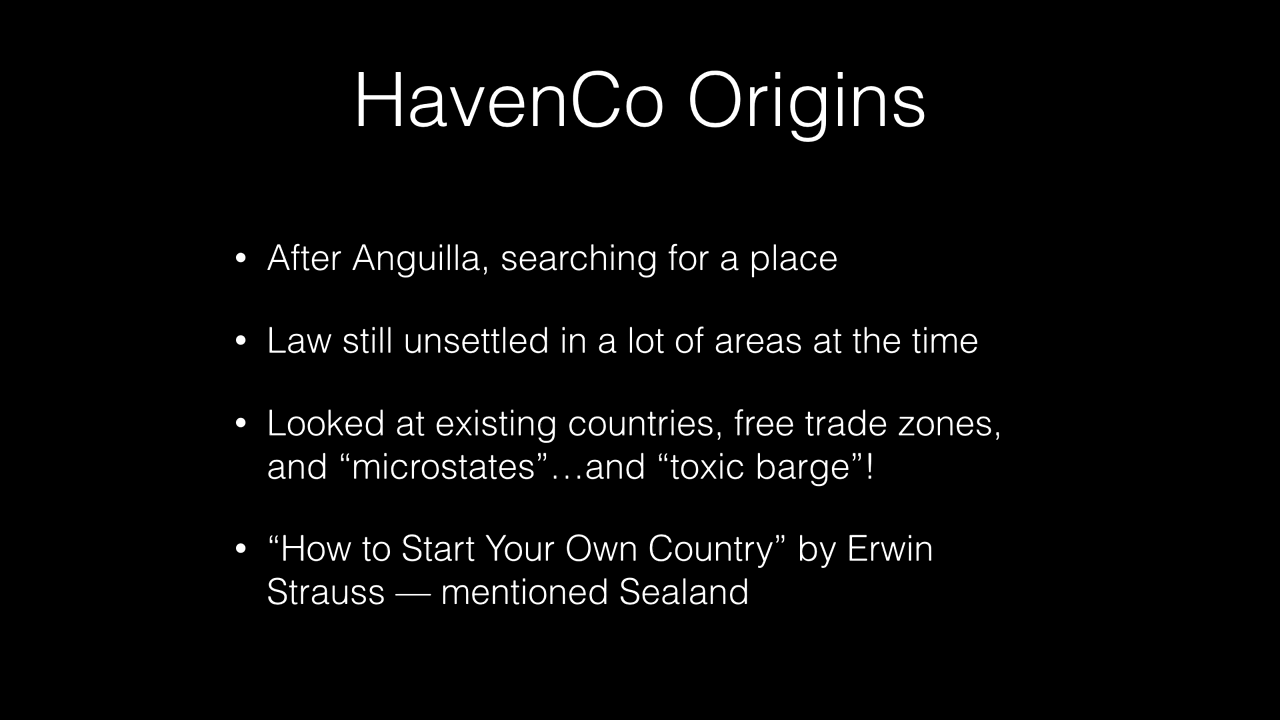 HavenCo Origins
• After Anguilla, searching for a place
• Law still unsettled in a lot of areas at the time
• Looked at existing countries, free trade zones,
and “microstates”…and “toxic barge”!
• “How to Start Your Own Country” by Erwin
Strauss — mentioned Sealand